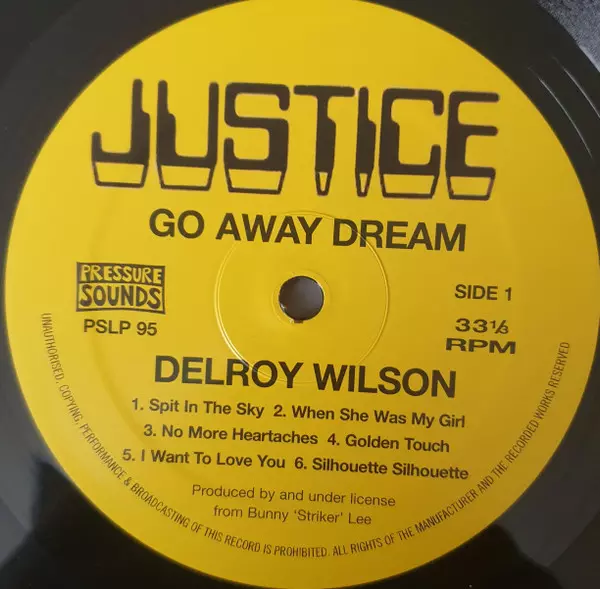 JUSTICE
GO AWAY DREAM
PRESSURE
SOUNDS
PSLP 95
SIDE 1
33⅓
RPM
DELROY WILSON
1. Spit In The Sky 2. When She Was My Girl
3. No More Heartaches 4. Golden Touch
5. I Want To Love You 6. Silhouette Silhouette
Produced by and under license
from Bunny 'Striker' Lee
UNAUTHORISED, COPYING, PERFORMANCE & BROADCASTING OF THIS RECORD IS PROHIBITED. ALL RIGHTS OF THE MANUFACTURER AND THE RECORDED WORKS RESERVED